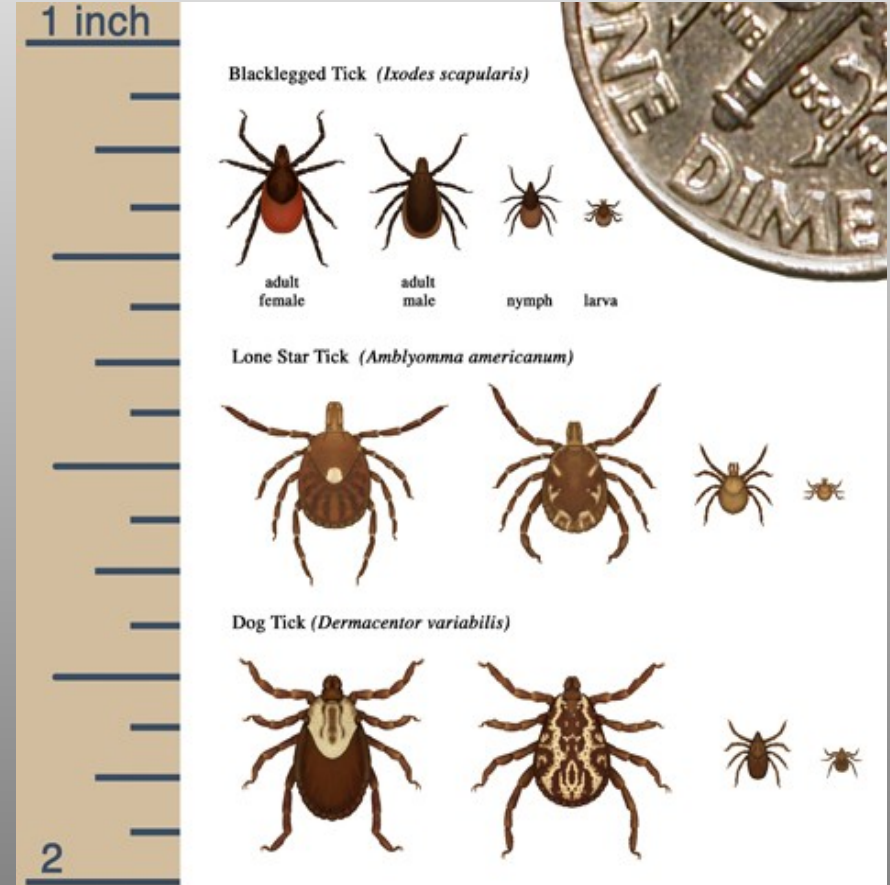 1 inch
Blacklegged Tick (Ixodes scapularis)
ONE DIME
adult female
adult male
nymph
larva
Lone Star Tick (Amblyomma americanum)
Dog Tick (Dermacentor variabilis)
2